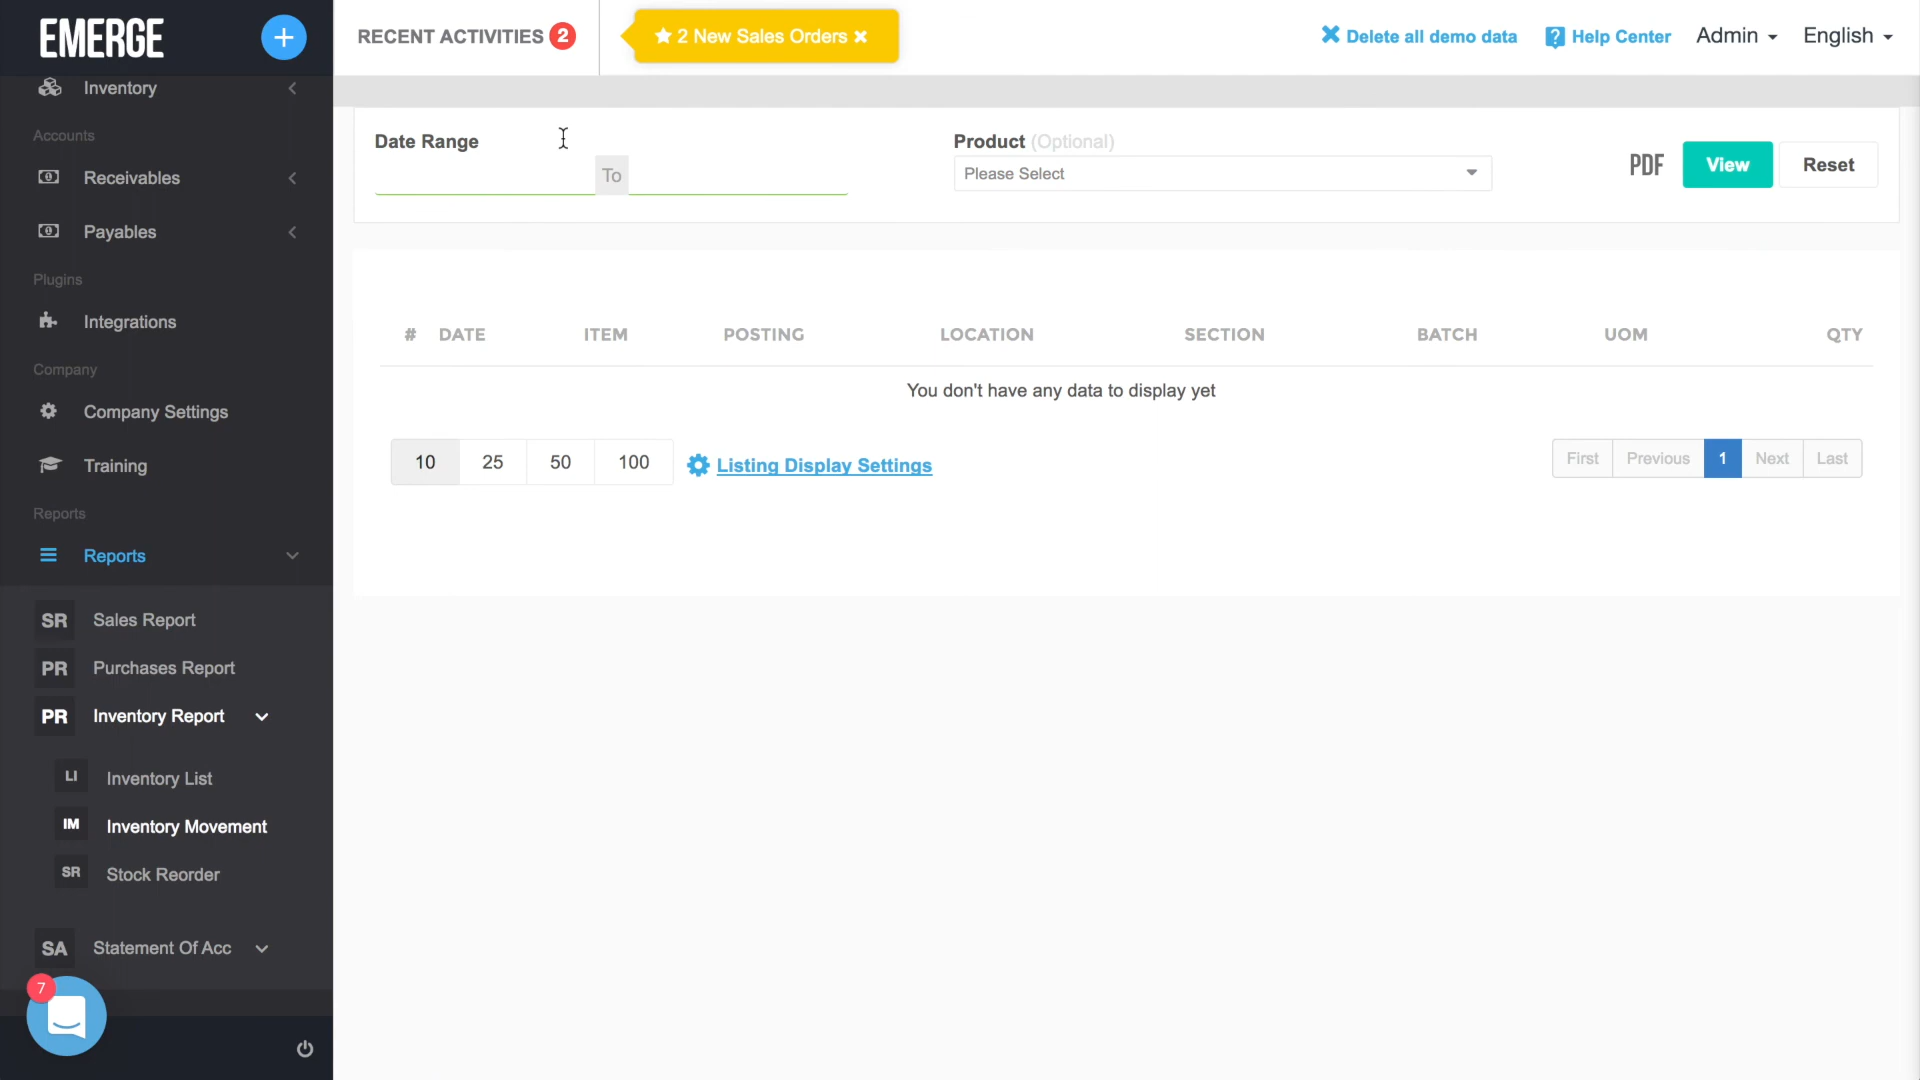 EMERGE
RECENT ACTIVITIES 2
2 New Sales Orders
Delete all demo data
Help Center
Admin
English
Inventory
Accounts
Receivables
Payables
Plugins
Integrations
Company
Company Settings
Training
Reports
Reports
SR Sales Report
PR Purchases Report
PR Inventory Report
LI Inventory List
IM Inventory Movement
SR Stock Reorder
SA Statement Of Acc
7
Date Range
To
Product (Optional)
Please Select
PDF
View
Reset
# DATE ITEM POSTING LOCATION SECTION BATCH UOM QTY
You don't have any data to display yet
10 25 50 100 Listing Display Settings
First Previous 1 Next Last